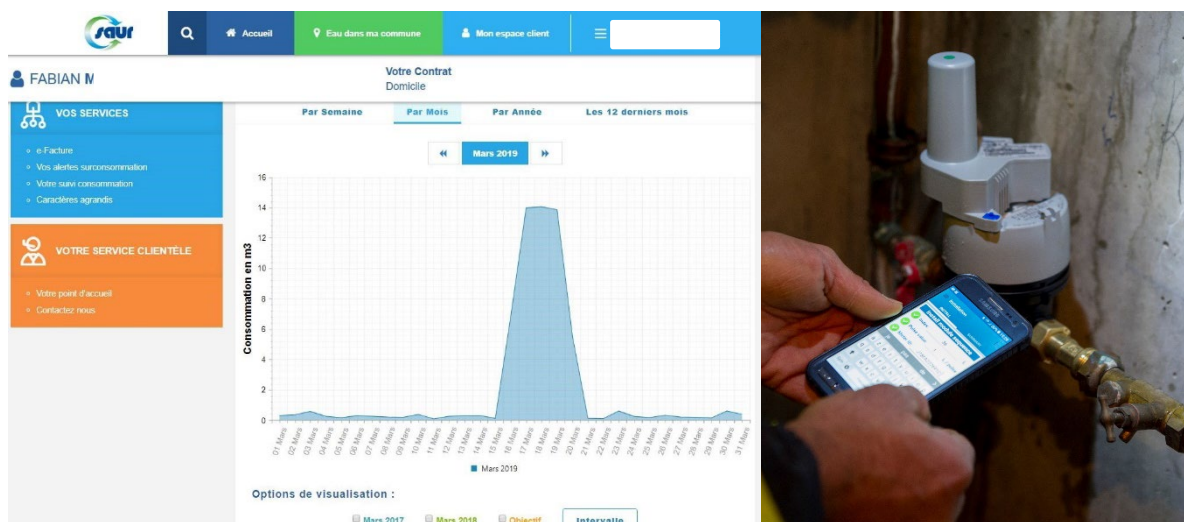 saur
Accueil
Eau dans ma commune
Mon espace client
FABIAN M
Votre Contrat
Domicile
VOS SERVICES
e-Facture
Vos alertes surconsommation
Votre suivi consommation
Caractères agrandis
VOTRE SERVICE CLIENTÈLE
Votre point d'accueil
Contactez nous
Par Semaine
Par Mois
Par Année
Les 12 derniers mois
Mars 2019
Consommation en m3
16
14
12
10
8
6
4
2
0
01 Mars
02 Mars
03 Mars
04 Mars
05 Mars
06 Mars
07 Mars
08 Mars
09 Mars
10 Mars
11 Mars
12 Mars
13 Mars
14 Mars
15 Mars
16 Mars
17 Mars
18 Mars
19 Mars
20 Mars
21 Mars
22 Mars
23 Mars
24 Mars
25 Mars
26 Mars
27 Mars
28 Mars
29 Mars
30 Mars
31 Mars
Mars 2019
Options de visualisation :
Mars 2017
Mars 2018
Objectif
Intervalle
Install module sequence